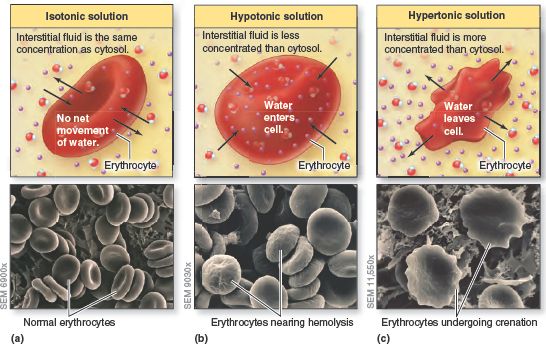 Isotonic solution
Interstitial fluid is the same
concentration as cytosol.
No net
movement
of water.
Erythrocyte
SEM 6900x
Normal erythrocytes
(a)
Hypotonic solution
Interstitial fluid is less
concentrated than cytosol.
Water
enters
cell.
Erythrocyte
SEM 9030x
Erythrocytes nearing hemolysis
(b)
Hypertonic solution
Interstitial fluid is more
concentrated than cytosol.
Water
leaves
cell.
Erythrocyte
SEM 11,550x
Erythrocytes undergoing crenation
(c)